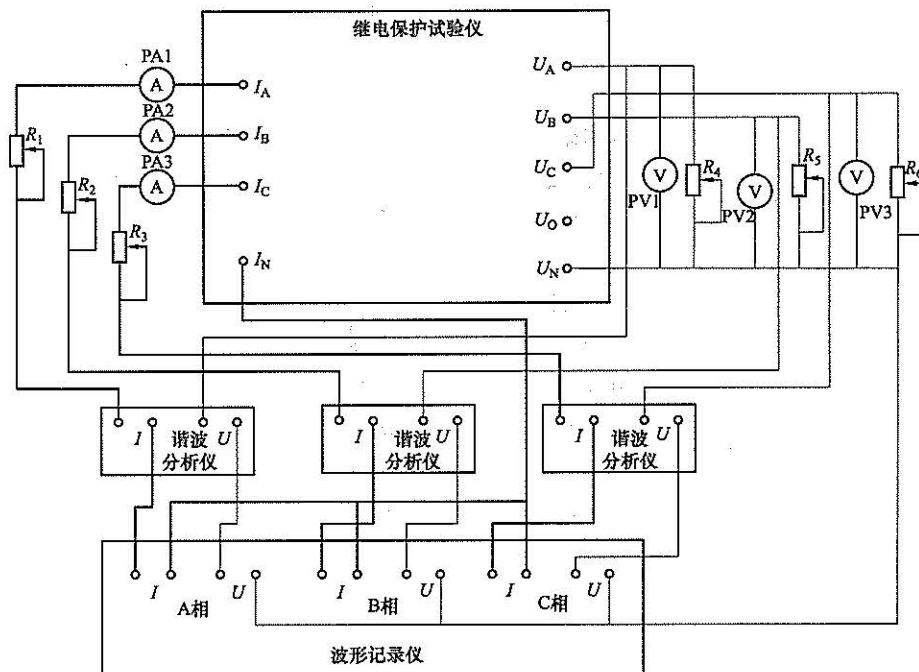 继电保护试验仪
PA1
A
I_A
PA2
A
I_B
PA3
A
I_C
I_N
R_1
R_2
R_3
U_A
U_B
U_C
U_O
U_N
V
PV1
R_4
V
PV2
R_5
V
PV3
R_6
I 谐波 U
分析仪
I 谐波 U
分析仪
I 谐波 U
分析仪
I A相 U
I B相 U
I C相 U
波形记录仪